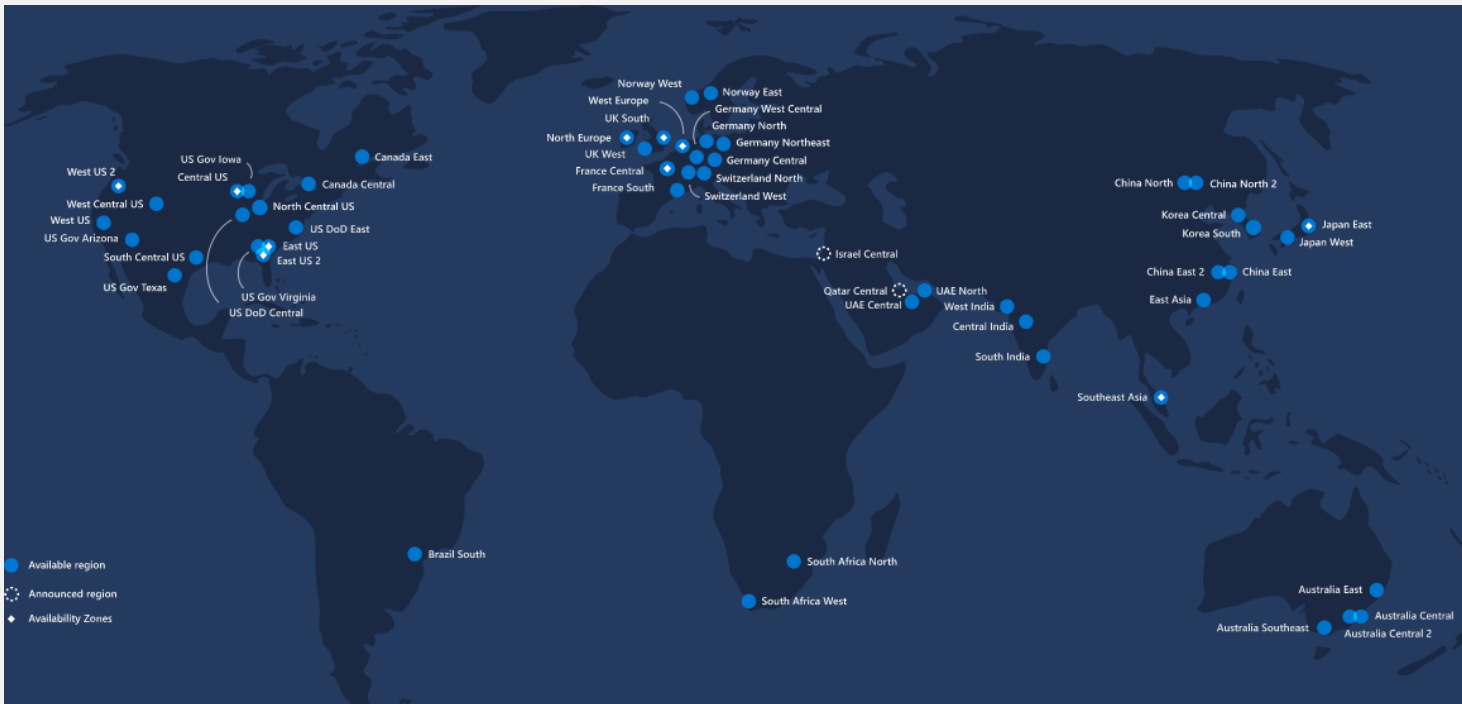 Norway West
Norway East
West Europe
Germany West Central
UK South
Germany North
North Europe
Germany Northeast
UK West
Germany Central
France Central
Switzerland North
France South
Switzerland West
US Gov Iowa
Canada East
West US 2
Central US
Canada Central
West Central US
North Central US
West US
US DoD East
US Gov Arizona
East US
South Central US
East US 2
US Gov Texas
US Gov Virginia
US DoD Central
China North
China North 2
Korea Central
Korea South
Japan East
Japan West
Israel Central
China East 2
China East
Qatar Central
UAE North
UAE Central
East Asia
West India
Central India
South India
Southeast Asia
Brazil South
South Africa North
South Africa West
Australia East
Australia Central
Australia Southeast
Australia Central 2
Available region
Announced region
Availability Zones